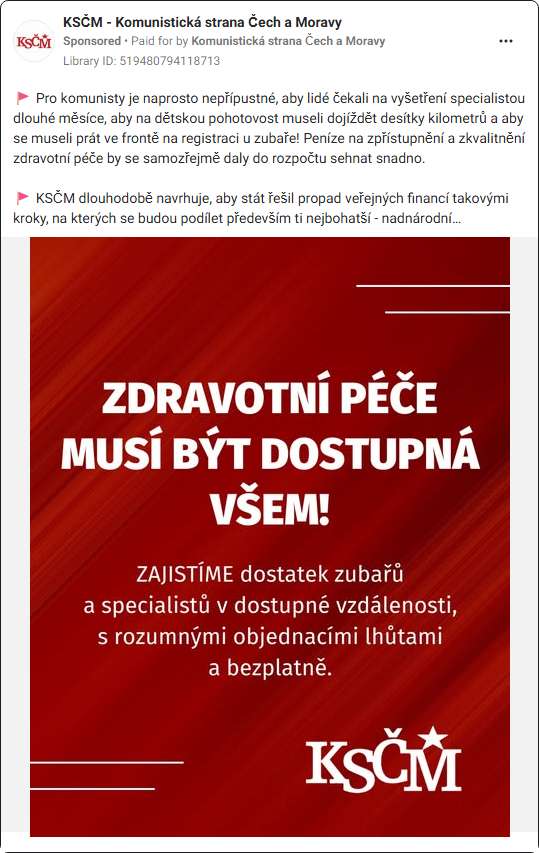 KSČM - Komunistická strana Čech a Moravy
Sponsored • Paid for by Komunistická strana Čech a Moravy
Library ID: 519480794118713
KSČM
🚩 Pro komunisty je naprosto nepřípustné, aby lidé čekali na vyšetření specialistou
dlouhé měsíce, aby na dětskou pohotovost museli dojíždět desítky kilometrů a aby
se museli prát ve frontě na registraci u zubaře! Peníze na zpřístupnění a zkvalitnění
zdravotní péče by se samozřejmě daly do rozpočtu sehnat snadno.
🚩 KSČM dlouhodobě navrhuje, aby stát řešil propad veřejných financí takovými
kroky, na kterých se budou podílet především ti nejbohatší - nadnárodní...
ZDRAVOTNÍ PÉČE
MUSÍ BÝT DOSTUPNÁ
VŠEM!
ZAJISTÍME dostatek zubařů
a specialistů v dostupné vzdálenosti,
s rozumnými objednacími lhůtami
a bezplatně.
KSČM